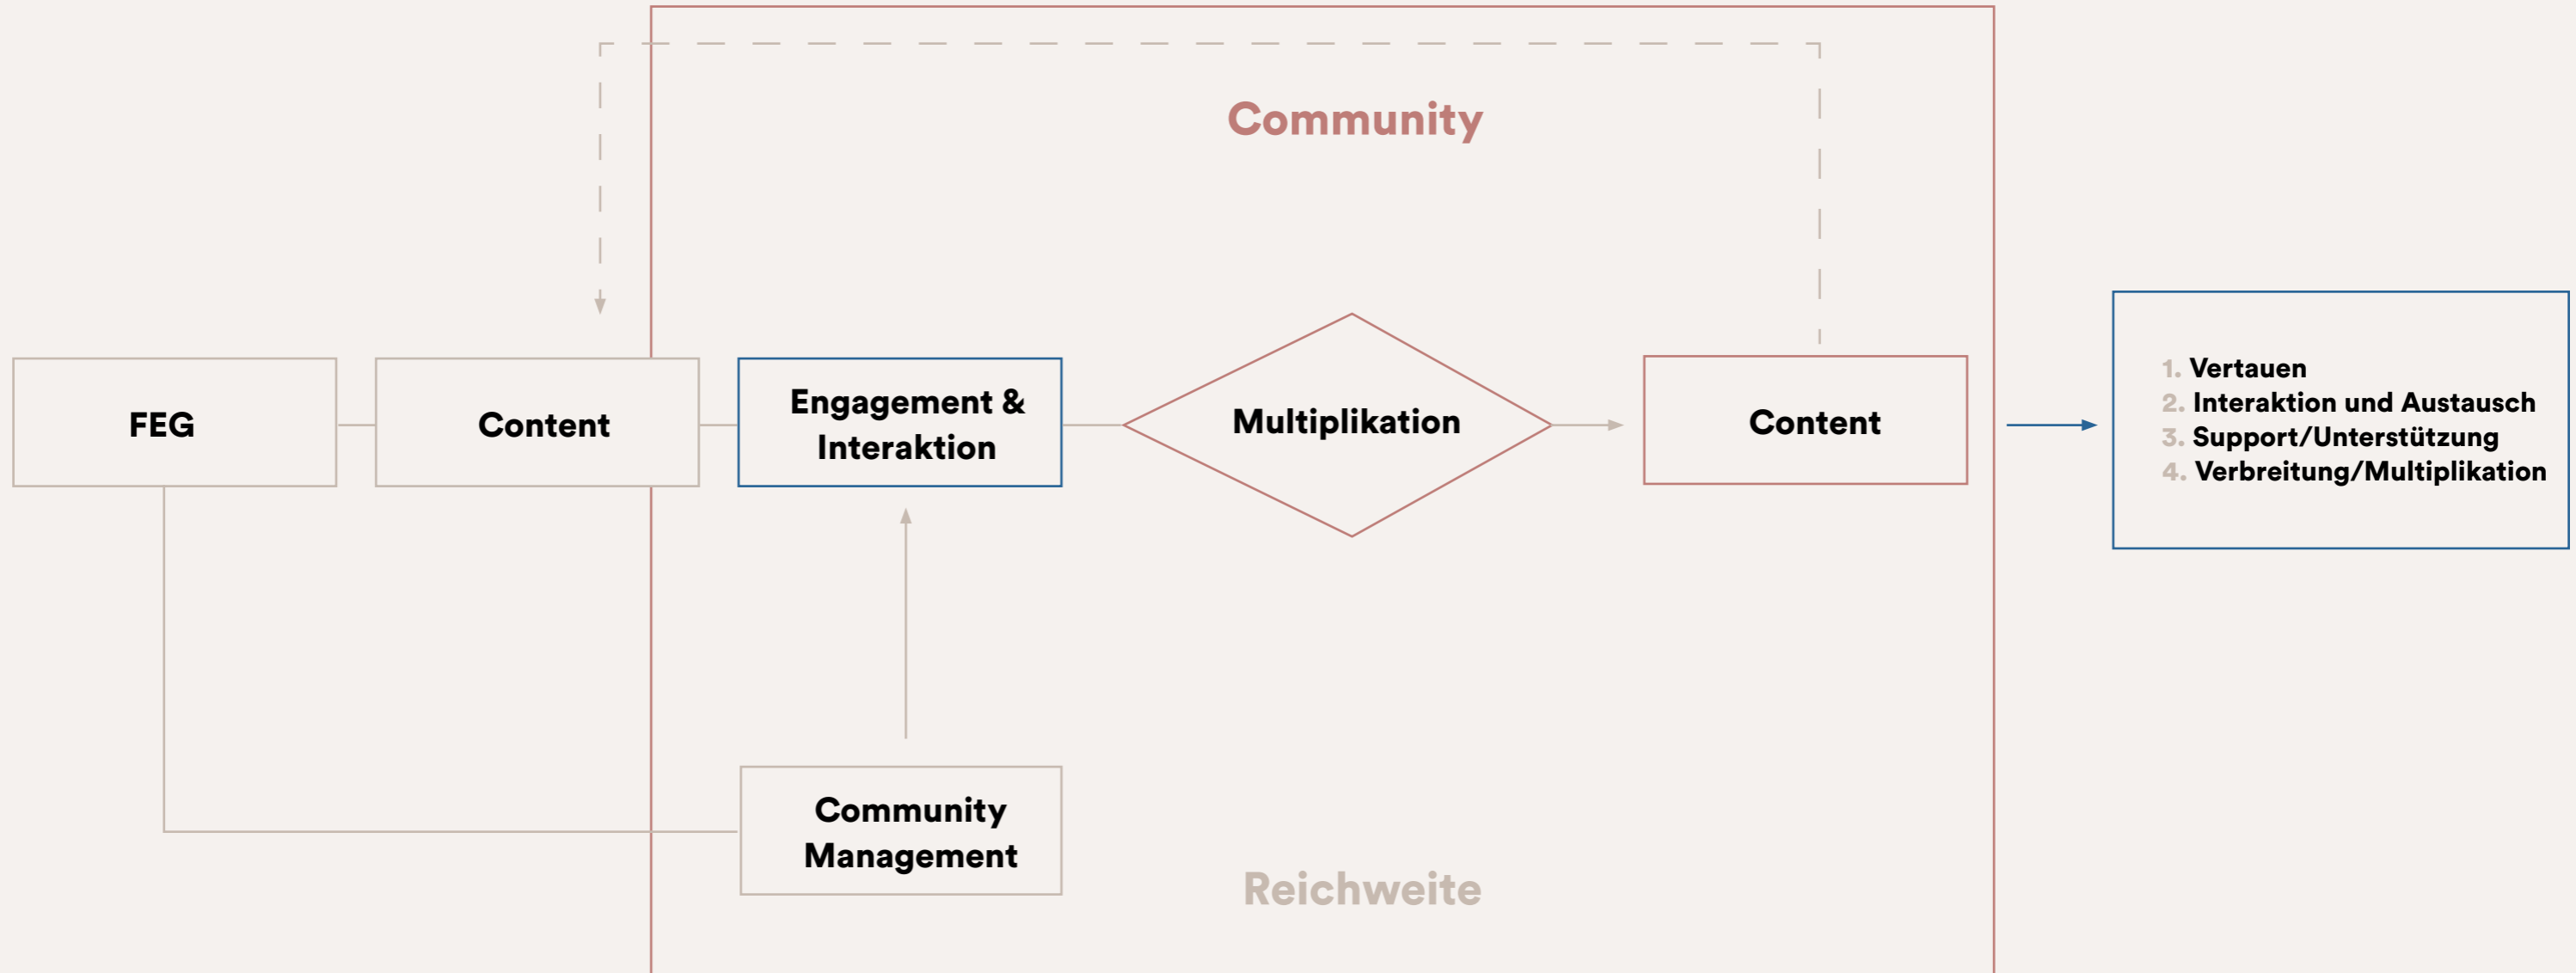 Community
FEG
Content
Engagement &
Interaktion
Multiplikation
Content
1. Vertauen
2. Interaktion und Austausch
3. Support/Unterstützung
4. Verbreitung/Multiplikation
Community
Management
Reichweite